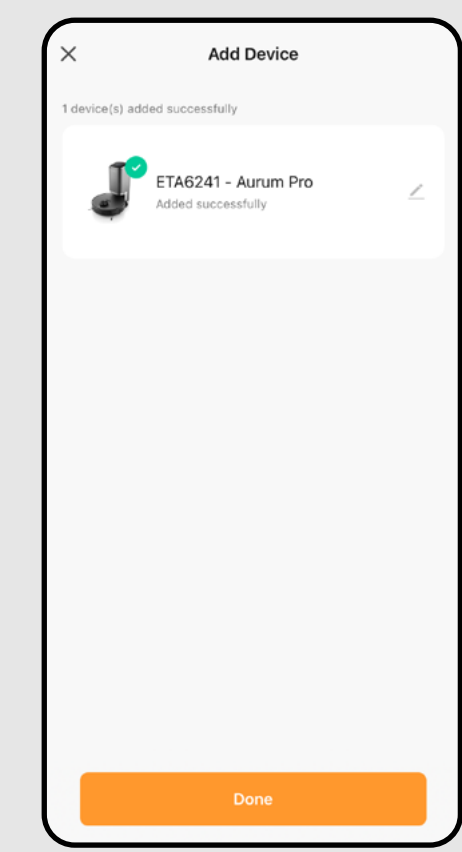 Add Device
1 device(s) added successfully
ETA6241 - Aurum Pro
Added successfully
Done